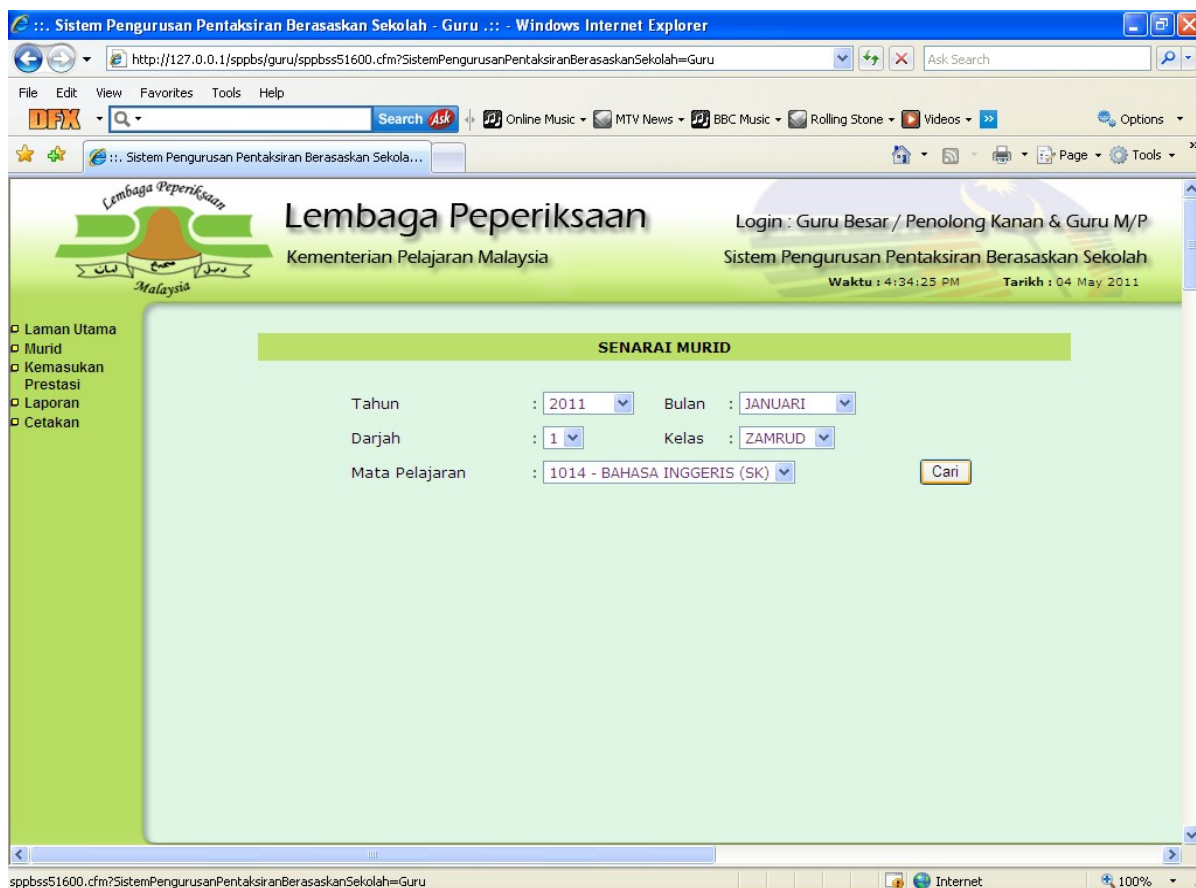 ::. Sistem Pengurusan Pentaksiran Berasaskan Sekolah - Guru .:: - Windows Internet Explorer
http://127.0.0.1/sppbs/guru/sppbss51600.cfm?SistemPengurusanPentaksiranBerasaskanSekolah=Guru
Ask Search
File Edit View Favorites Tools Help
DFX Search Ask Online Music MTV News BBC Music Rolling Stone Videos Options
::. Sistem Pengurusan Pentaksiran Berasaskan Sekola... Page Tools
Lembaga Peperiksaan
Malaysia
Lembaga Peperiksaan
Kementerian Pelajaran Malaysia
Login : Guru Besar / Penolong Kanan & Guru M/P
Sistem Pengurusan Pentaksiran Berasaskan Sekolah
Waktu : 4:34:25 PM Tarikh : 04 May 2011
Laman Utama
Murid
Kemasukan
Prestasi
Laporan
Cetakan
SENARAI MURID
Tahun : 2011 Bulan : JANUARI
Darjah : 1 Kelas : ZAMRUD
Mata Pelajaran : 1014 - BAHASA INGGERIS (SK) Cari
sppbss51600.cfm?SistemPengurusanPentaksiranBerasaskanSekolah=Guru Internet 100%